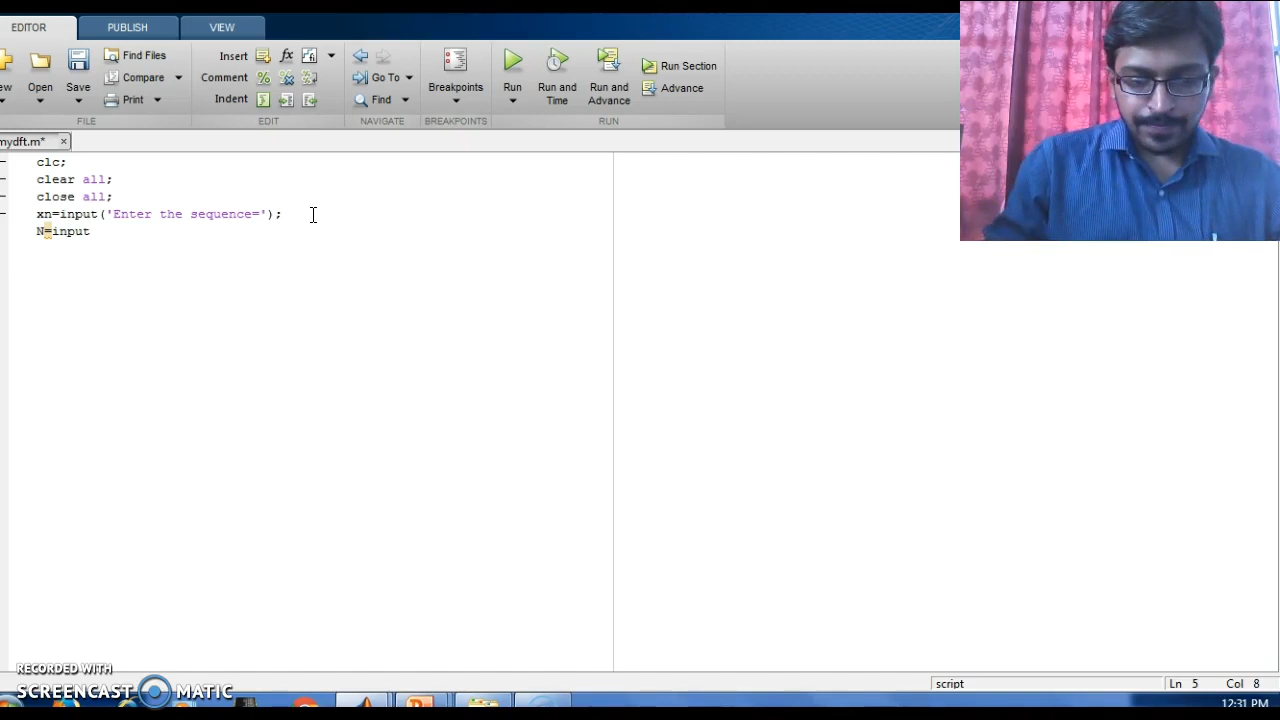 EDITOR PUBLISH VIEW
Find Files Insert fx
Open Save Compare Comment Go To Breakpoints Run Run and Time Run and Advance Run Section
Print Indent Find Advance
FILE EDIT NAVIGATE BREAKPOINTS RUN
mydft.m* ×
clc;
clear all;
close all;
xn=input('Enter the sequence=');
N=input
RECORDED WITH
SCREENCAST MATIC
script Ln 5 Col 8
12:31 PM